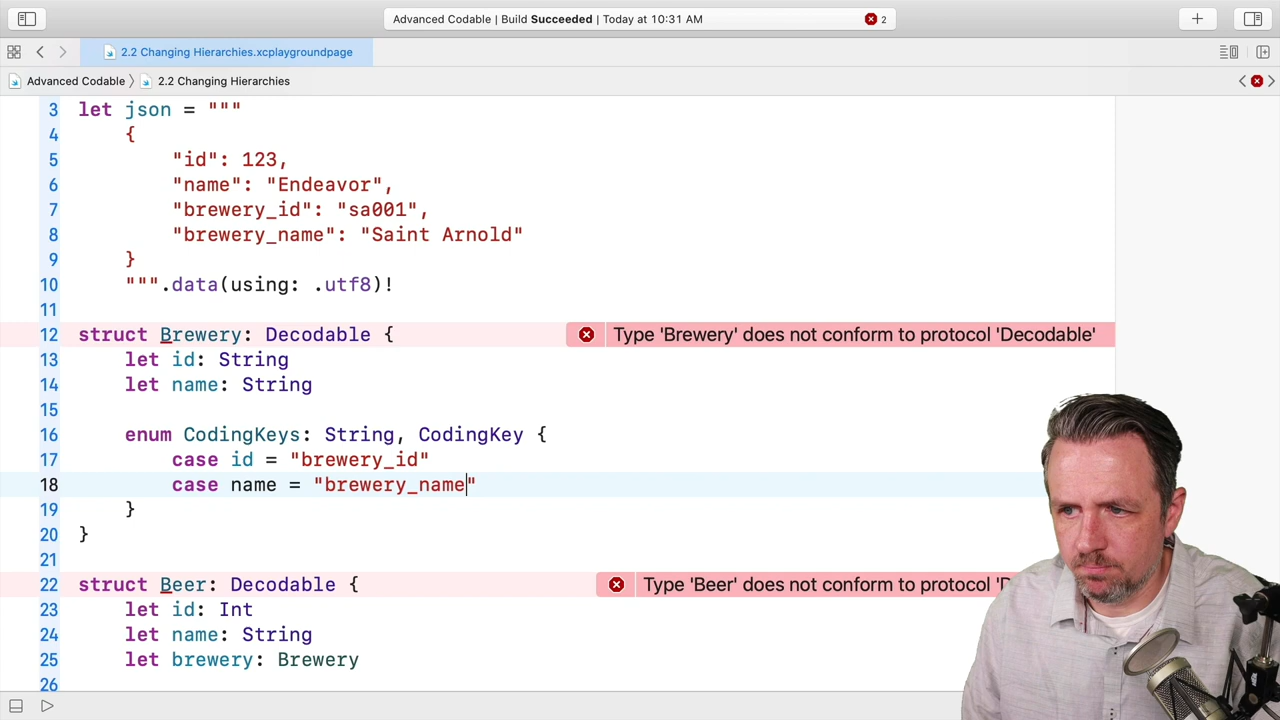 Advanced Codable | Build Succeeded | Today at 10:31 AM
2
2.2 Changing Hierarchies.xcplaygroundpage
Advanced Codable
2.2 Changing Hierarchies
3 let json = """
4 {
5 "id": 123,
6 "name": "Endeavor",
7 "brewery_id": "sa001",
8 "brewery_name": "Saint Arnold"
9 }
10 """.data(using: .utf8)!
11
12 struct Brewery: Decodable { Type 'Brewery' does not conform to protocol 'Decodable'
13 let id: String
14 let name: String
15
16 enum CodingKeys: String, CodingKey {
17 case id = "brewery_id"
18 case name = "brewery_name"
19 }
20 }
21
22 struct Beer: Decodable { Type 'Beer' does not conform to protocol
23 let id: Int
24 let name: String
25 let brewery: Brewery
26